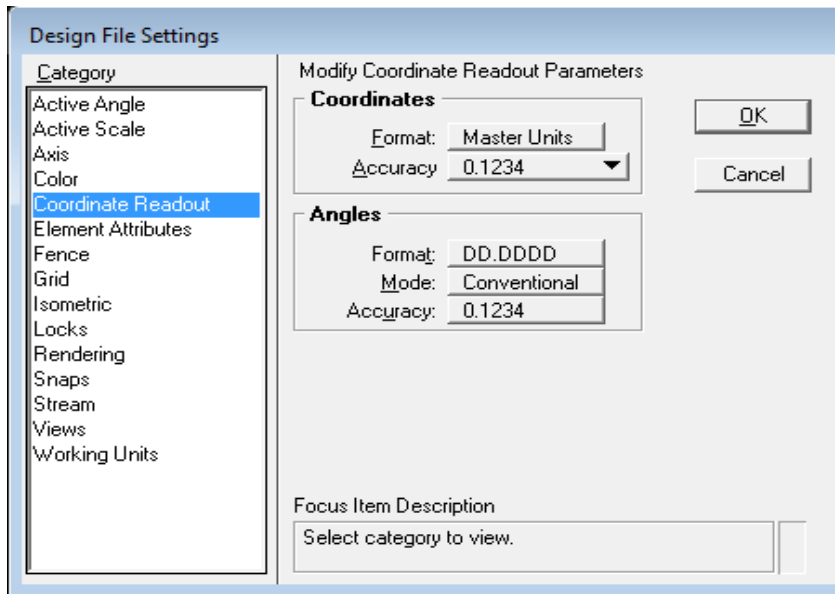 Design File Settings
Category
Active Angle
Active Scale
Axis
Color
Coordinate Readout
Element Attributes
Fence
Grid
Isometric
Locks
Rendering
Snaps
Stream
Views
Working Units
Modify Coordinate Readout Parameters
Coordinates
Format: Master Units
Accuracy 0.1234
Angles
Format: DD.DDDD
Mode: Conventional
Accuracy: 0.1234
OK
Cancel
Focus Item Description
Select category to view.